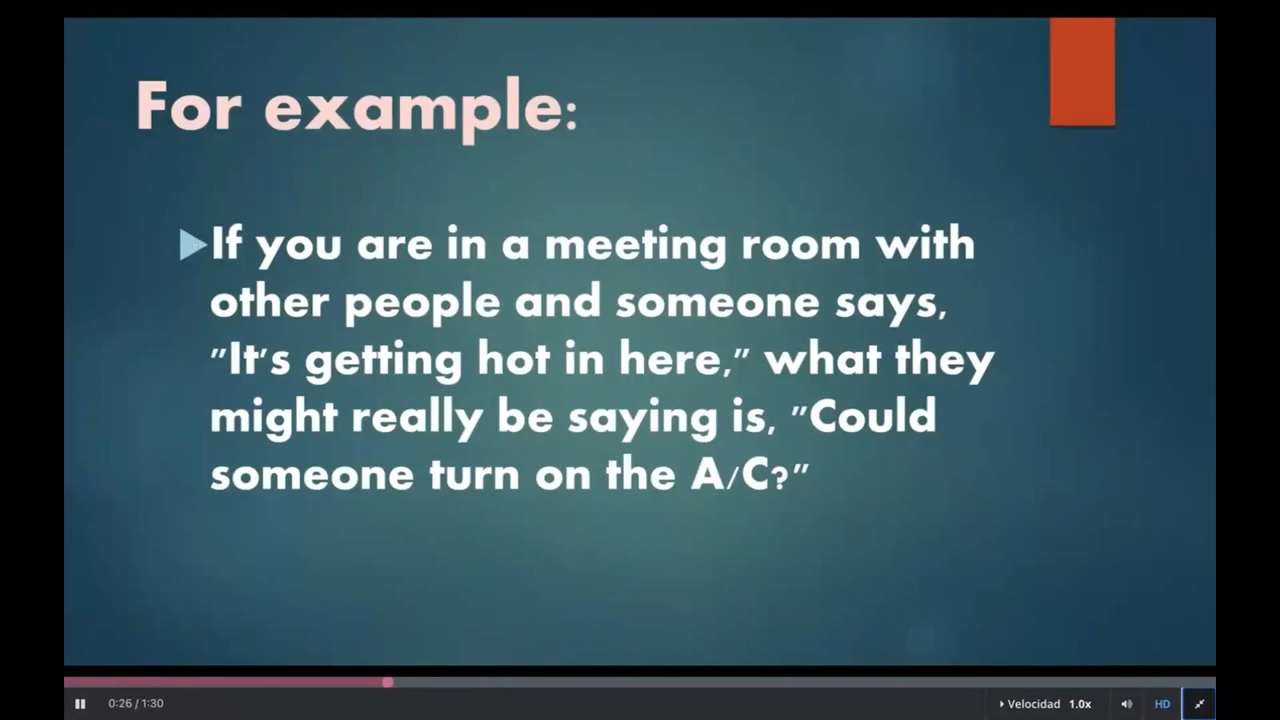 For example:
If you are in a meeting room with
other people and someone says,
"It's getting hot in here," what they
might really be saying is, "Could
someone turn on the A/C?"
0:26 / 1:30
Velocidad 1.0x
HD